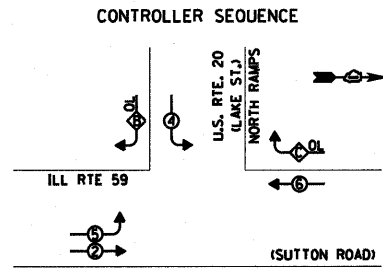 CONTROLLER SEQUENCE
U.S. RTE. 20
(LAKE ST.)
NORTH RAMPS
OL
B
4
C
OL
ILL RTE 59
6
5
2
(SUTTON ROAD)